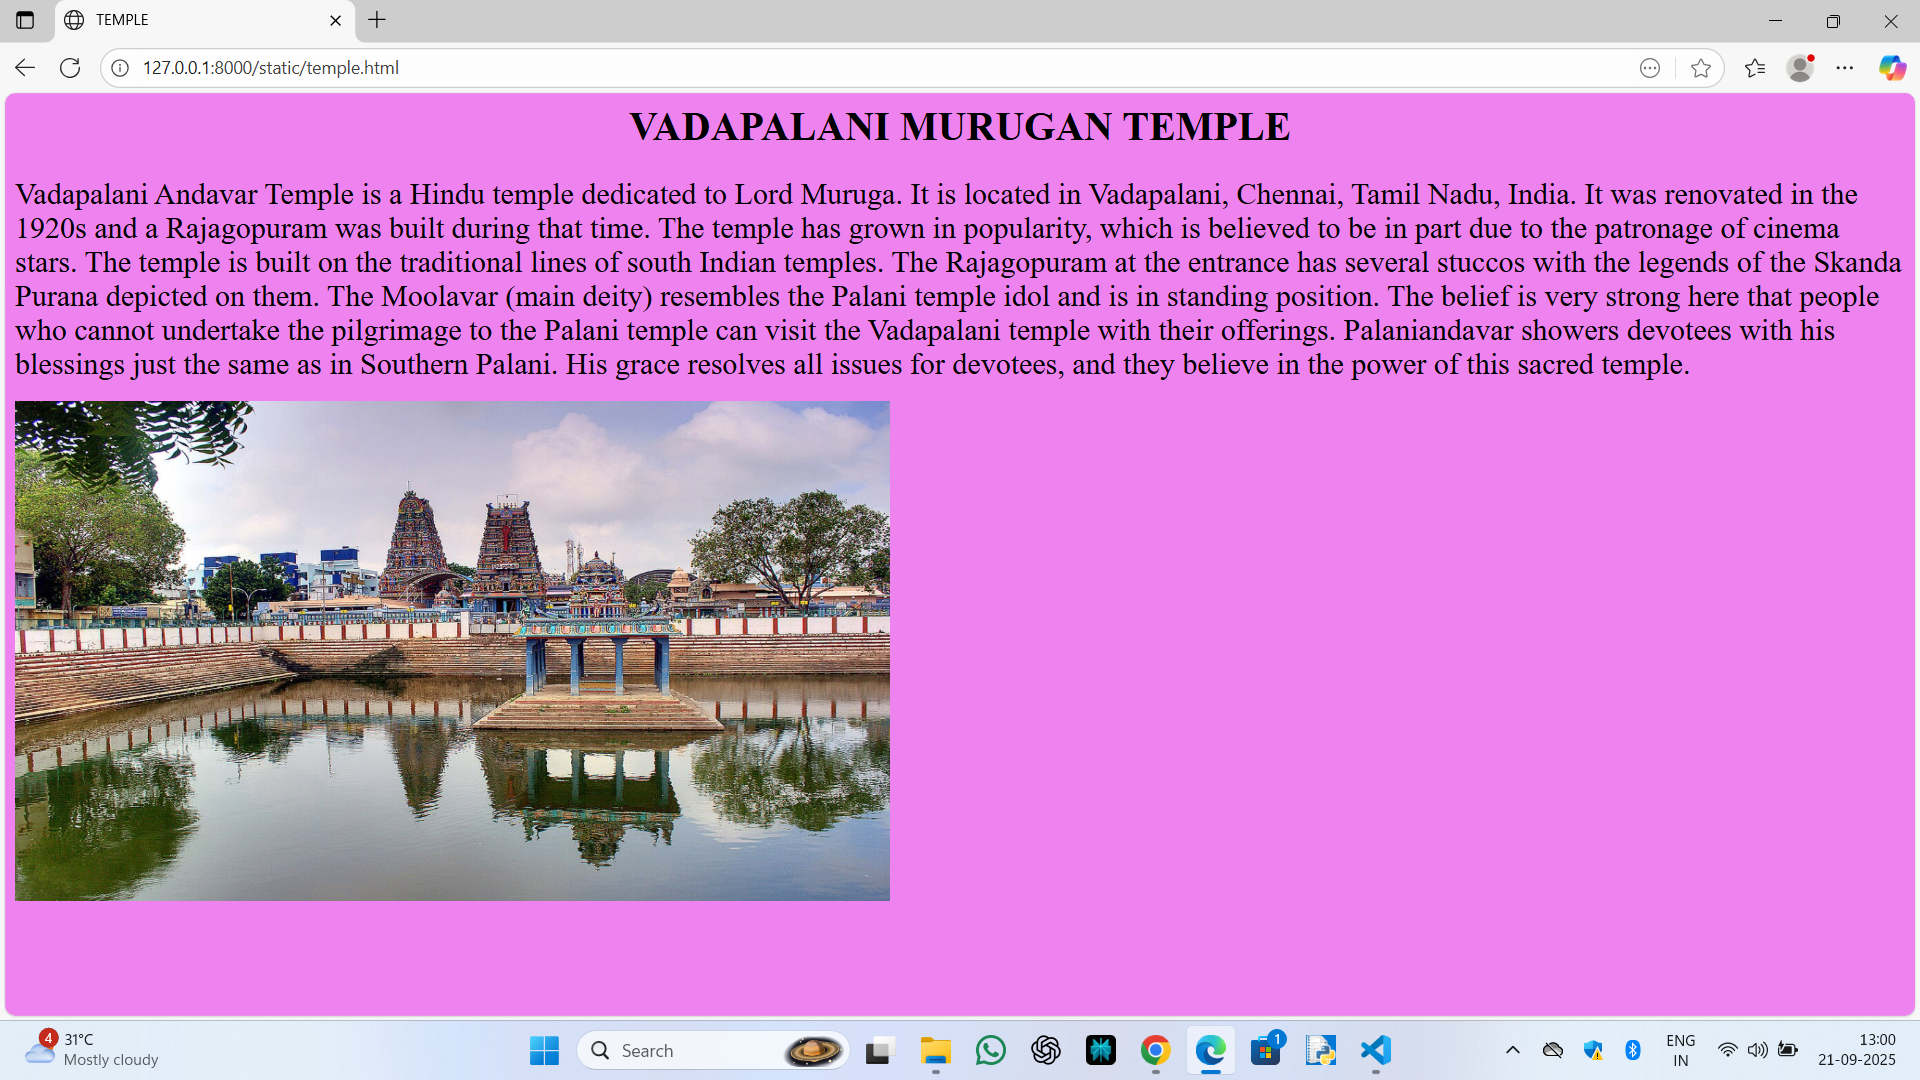 TEMPLE
127.0.0.1:8000/static/temple.html
VADAPALANI MURUGAN TEMPLE
Vadapalani Andavar Temple is a Hindu temple dedicated to Lord Muruga. It is located in Vadapalani, Chennai, Tamil Nadu, India. It was renovated in the
1920s and a Rajagopuram was built during that time. The temple has grown in popularity, which is believed to be in part due to the patronage of cinema
stars. The temple is built on the traditional lines of south Indian temples. The Rajagopuram at the entrance has several stuccos with the legends of the Skanda
Purana depicted on them. The Moolavar (main deity) resembles the Palani temple idol and is in standing position. The belief is very strong here that people
who cannot undertake the pilgrimage to the Palani temple can visit the Vadapalani temple with their offerings. Palaniandavar showers devotees with his
blessings just the same as in Southern Palani. His grace resolves all issues for devotees, and they believe in the power of this sacred temple.
4
31°C
Mostly cloudy
Search
1
ENG
IN
13:00
21-09-2025